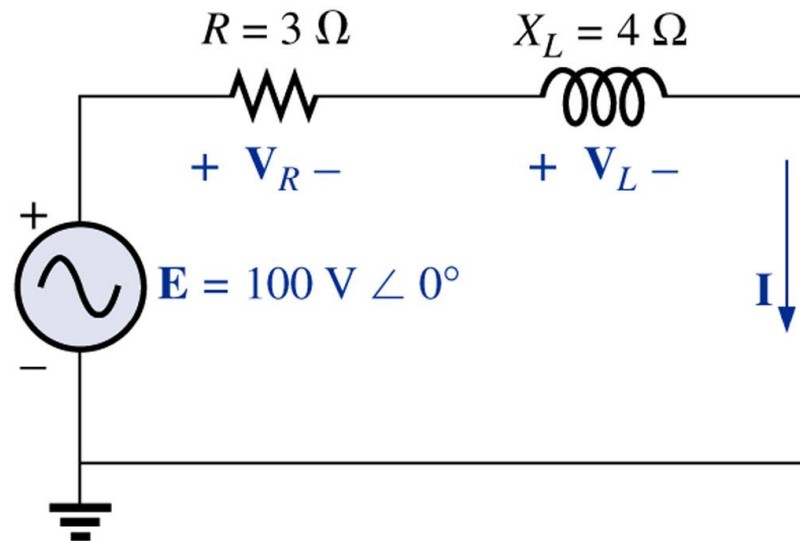 R = 3 Ω
X_L = 4 Ω
+ V_R –
+ V_L –
+
E = 100 V ∠ 0°
I
–